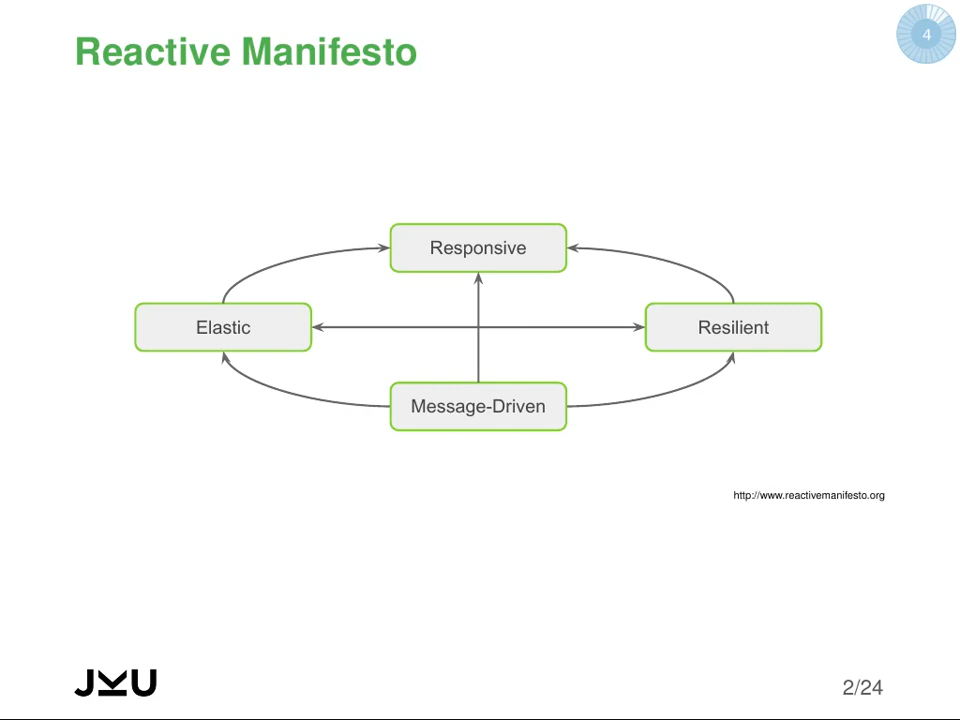 Reactive Manifesto
4
Responsive
Elastic
Resilient
Message-Driven
http://www.reactivemanifesto.org
JKU
2/24